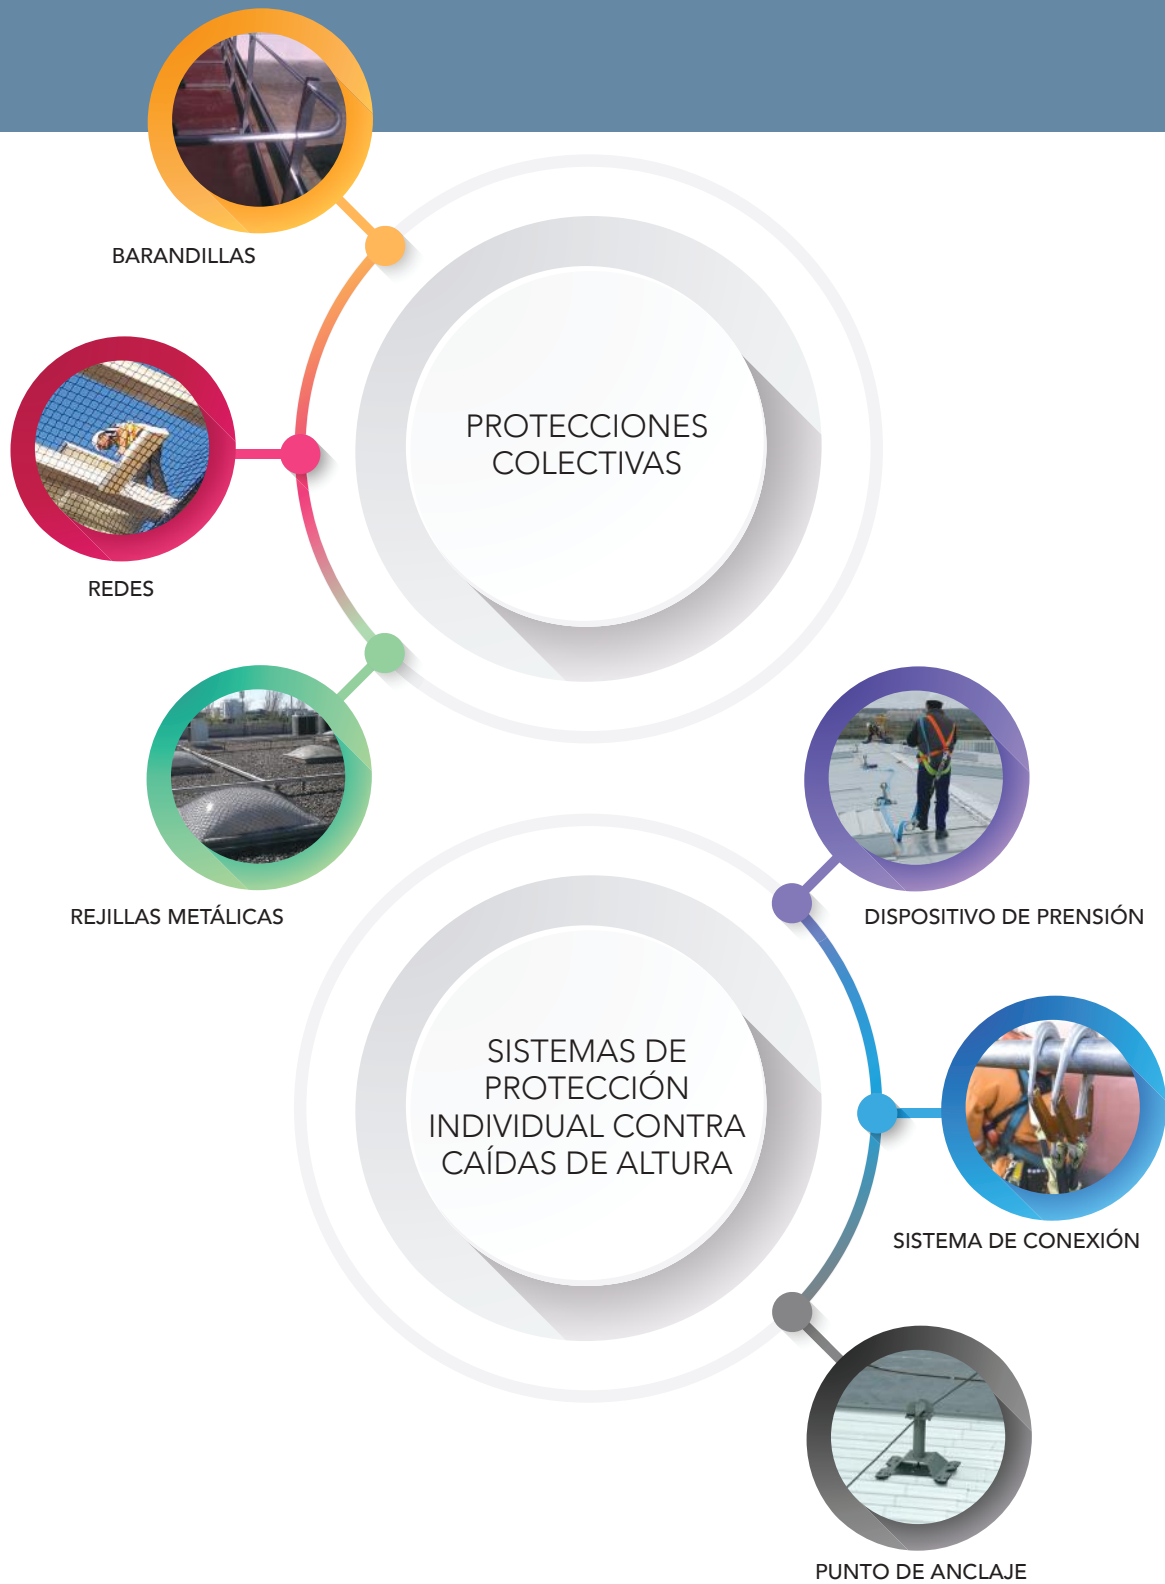 BARANDILLAS
PROTECCIONES
COLECTIVAS
REDES
REJILLAS METÁLICAS
DISPOSITIVO DE PRENSIÓN
SISTEMAS DE
PROTECCIÓN
INDIVIDUAL CONTRA
CAÍDAS DE ALTURA
SISTEMA DE CONEXIÓN
PUNTO DE ANCLAJE